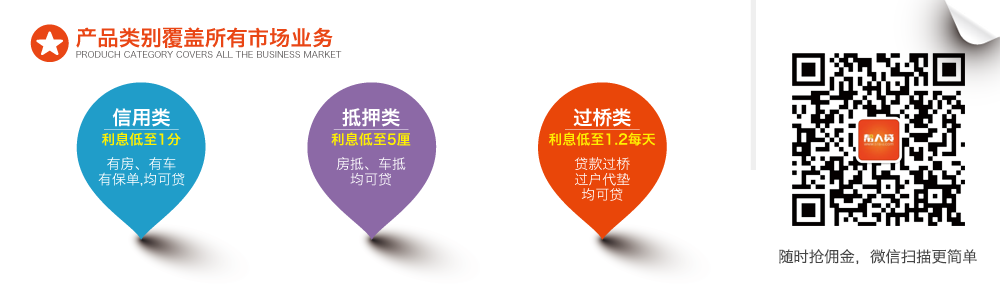 产品类别覆盖所有市场业务
PRODUCH CATEGORY COVERS ALL THE BUSINESS MARKET
信用类
利息低至1分
有房、有车
有保单,均可贷
抵押类
利息低至5厘
房抵、车抵
均可贷
过桥类
利息低至1.2每天
贷款过桥
过户代垫
均可贷
随时抢佣金，微信扫描更简单